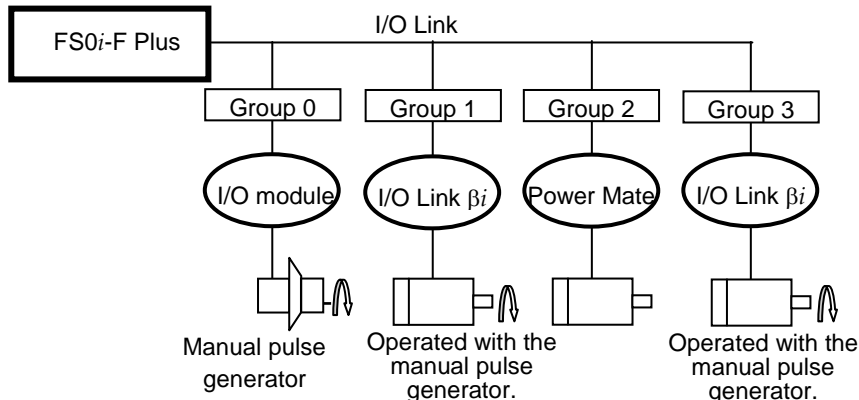 FS0i-F Plus
I/O Link
Group 0
Group 1
Group 2
Group 3
I/O module
I/O Link βi
Power Mate
I/O Link βi
Manual pulse
generator
Operated with the
manual pulse
generator.
Operated with the
manual pulse
generator.